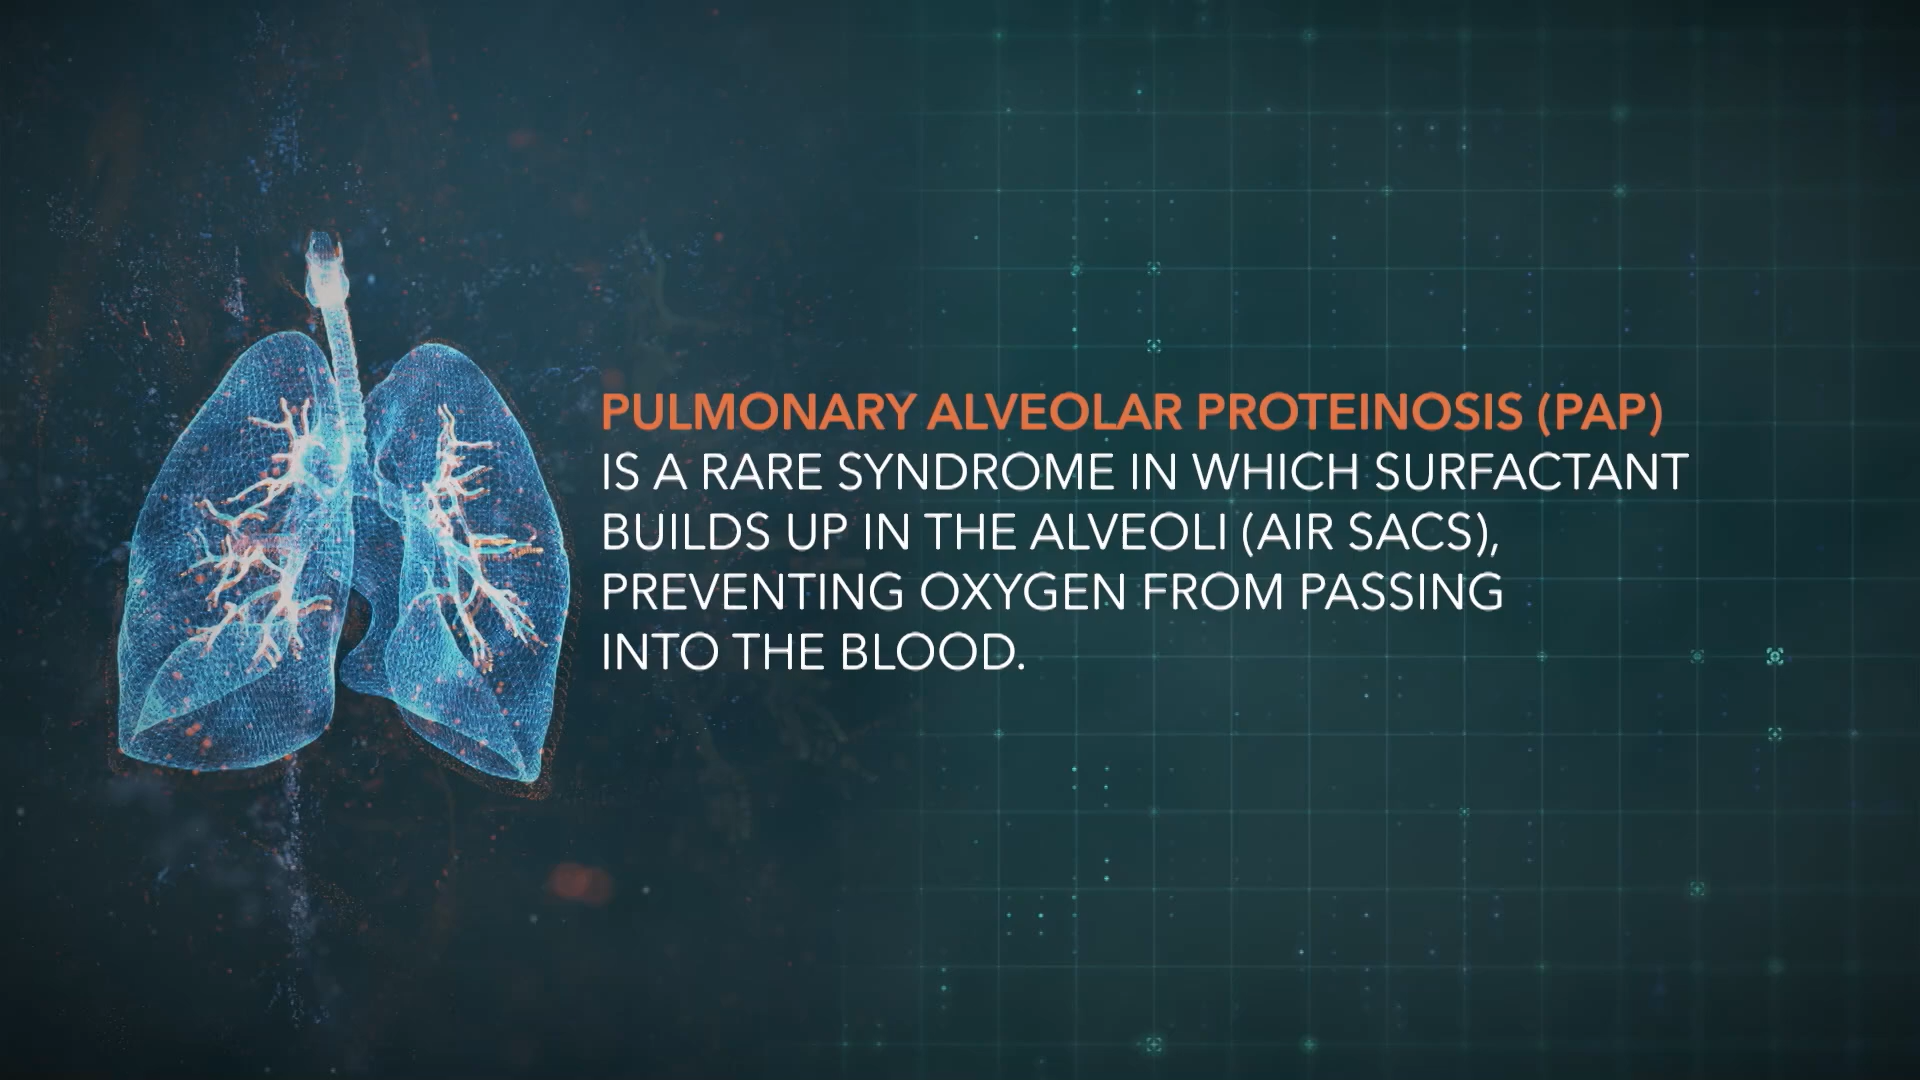 PULMONARY ALVEOLAR PROTEINOSIS (PAP)
IS A RARE SYNDROME IN WHICH SURFACTANT
BUILDS UP IN THE ALVEOLI (AIR SACS),
PREVENTING OXYGEN FROM PASSING
INTO THE BLOOD.